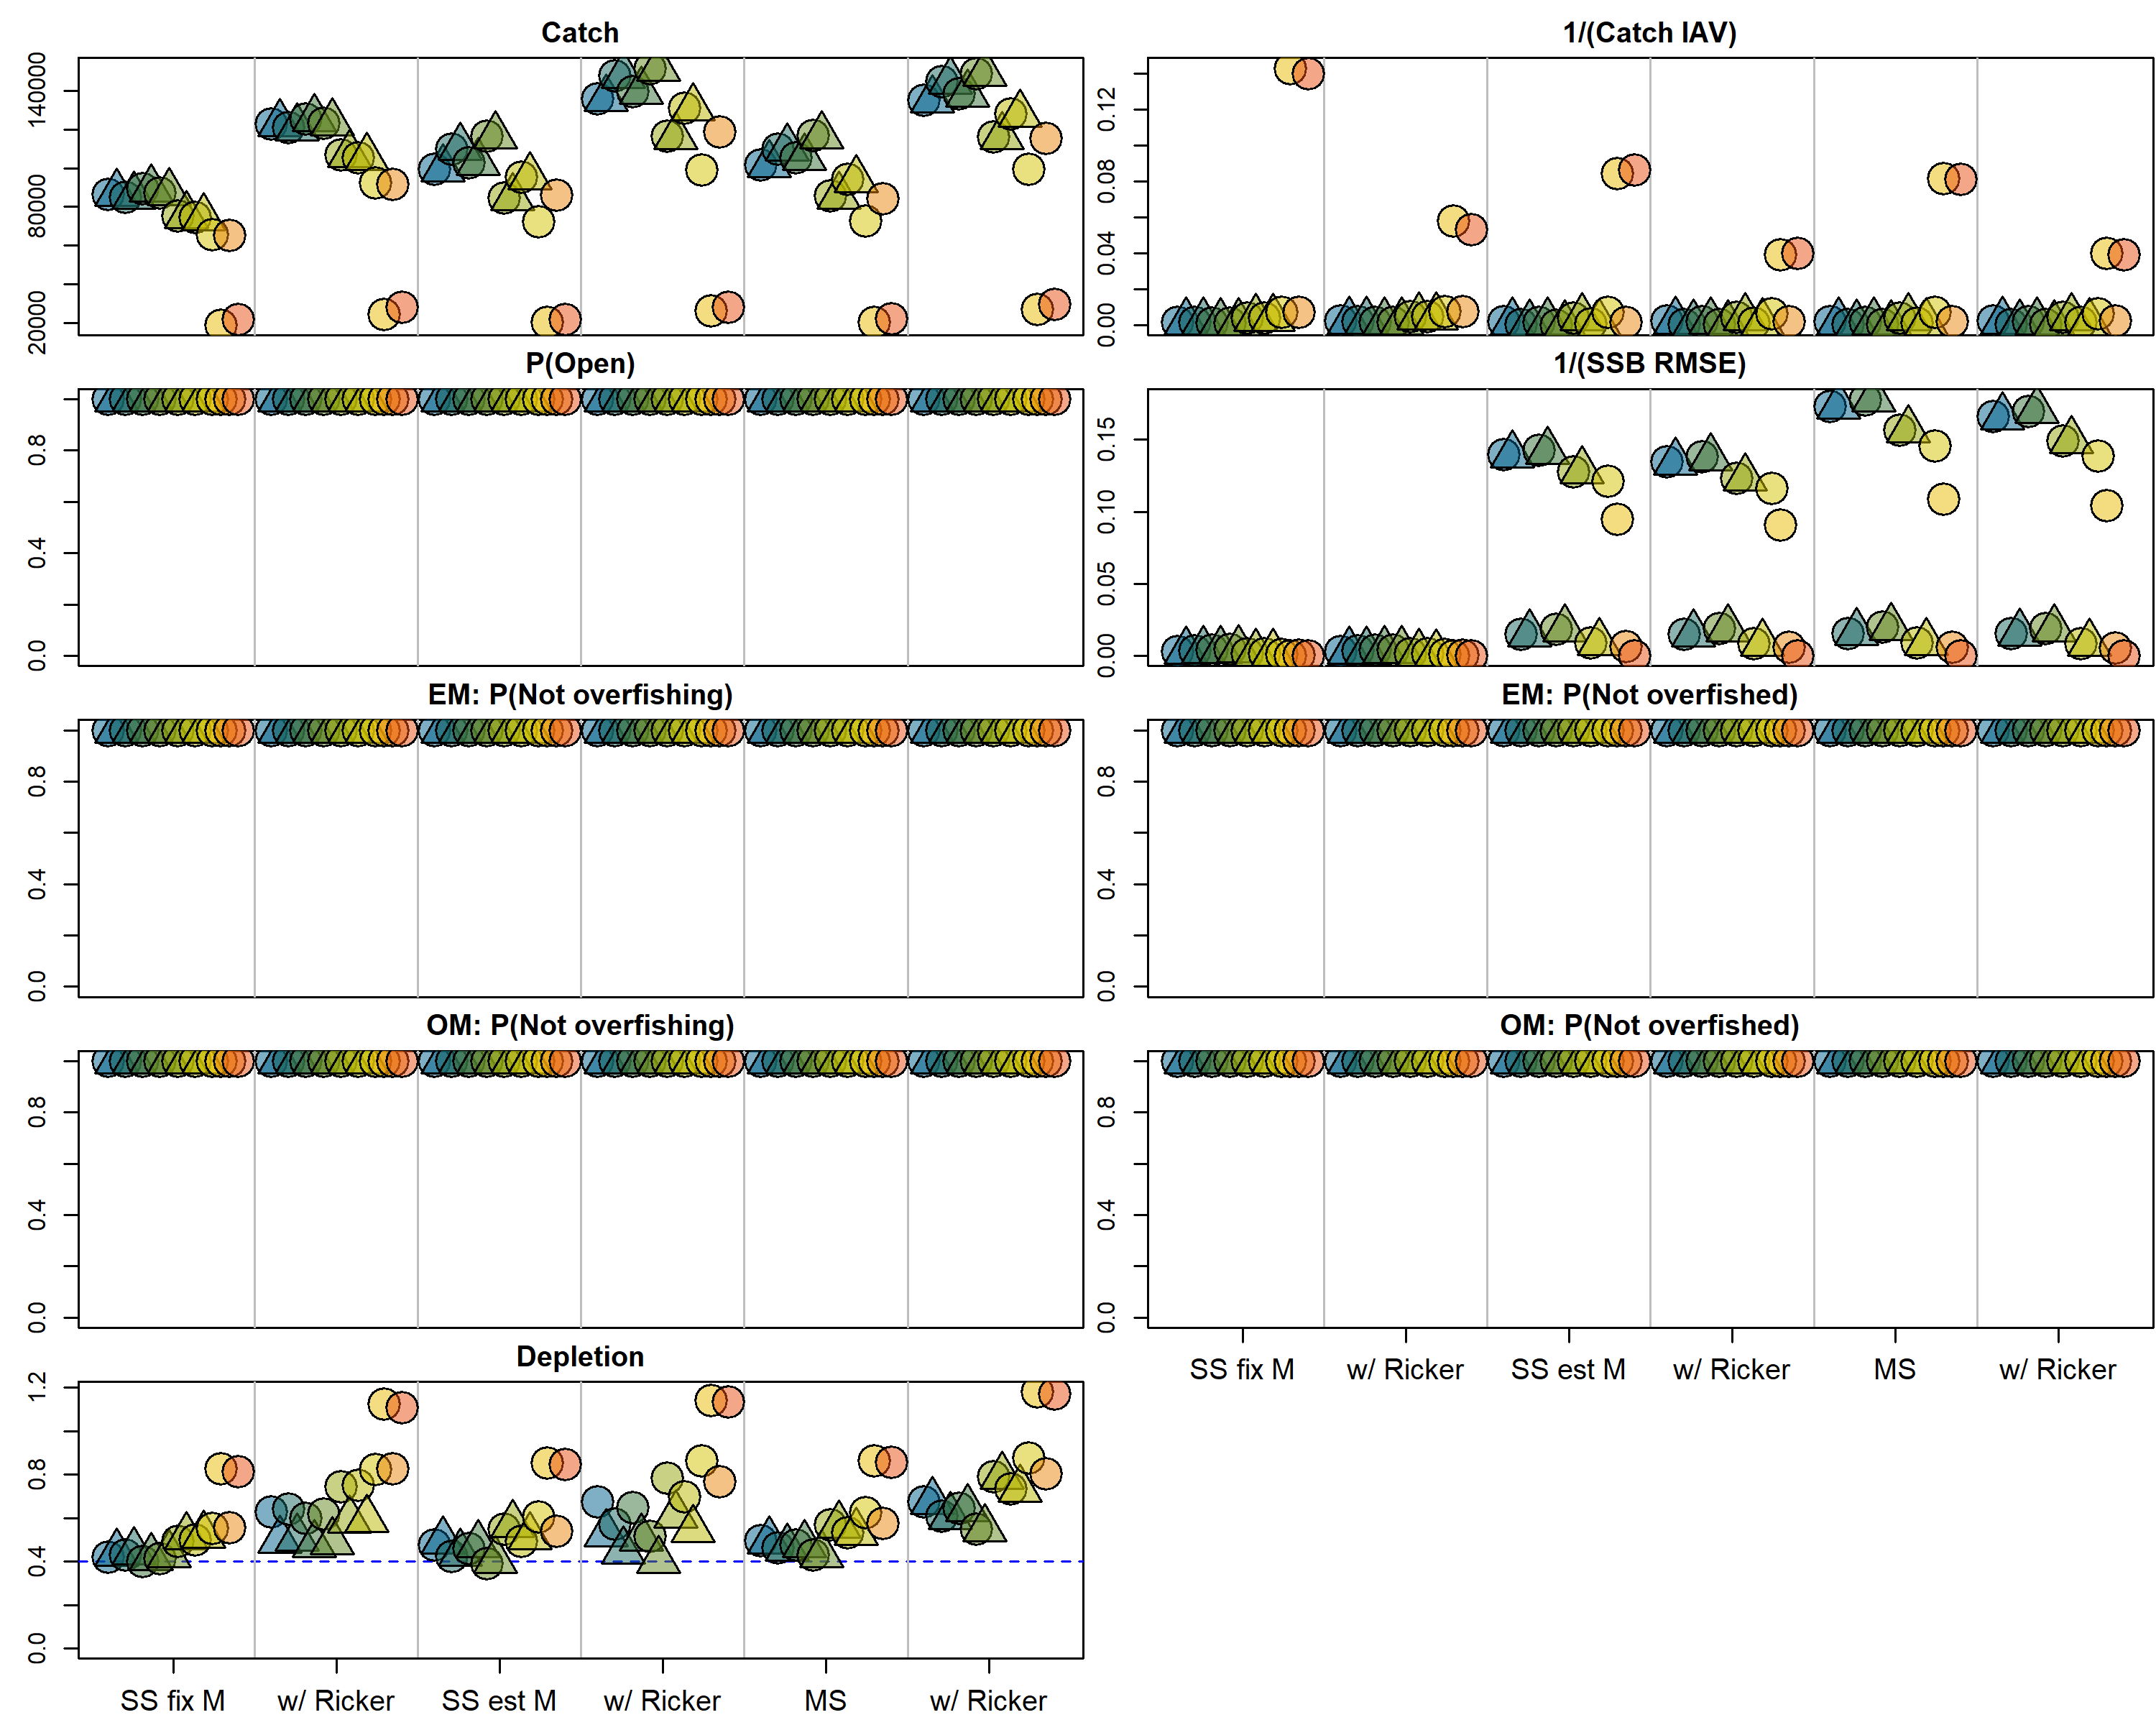 Catch
1/(Catch IAV)
20000 80000 140000
0.00 0.04 0.08 0.12
P(Open)
1/(SSB RMSE)
0.0 0.4 0.8
0.00 0.05 0.10 0.15
EM: P(Not overfishing)
EM: P(Not overfished)
0.0 0.4 0.8
0.0 0.4 0.8
OM: P(Not overfishing)
OM: P(Not overfished)
0.0 0.4 0.8
0.0 0.4 0.8
SS fix M w/ Ricker SS est M w/ Ricker MS w/ Ricker
Depletion
0.0 0.4 0.8 1.2
SS fix M w/ Ricker SS est M w/ Ricker MS w/ Ricker